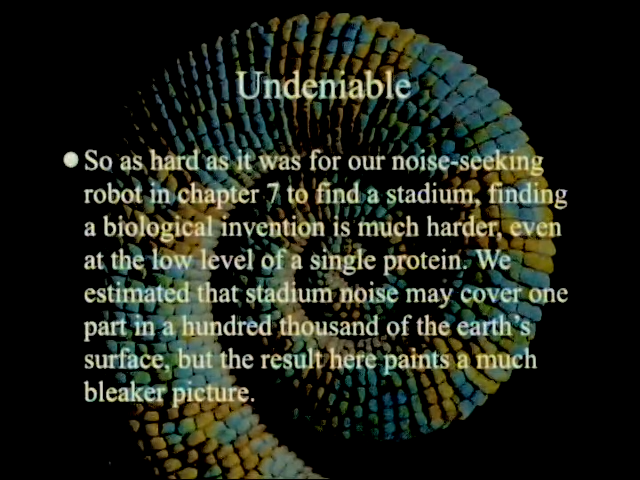 Undeniable
So as hard as it was for our noise-seeking
robot in chapter 7 to find a stadium, finding
a biological invention is much harder, even
at the low level of a single protein. We
estimated that stadium noise may cover one
part in a hundred thousand of the earth's
surface, but the result here paints a much
bleaker picture.